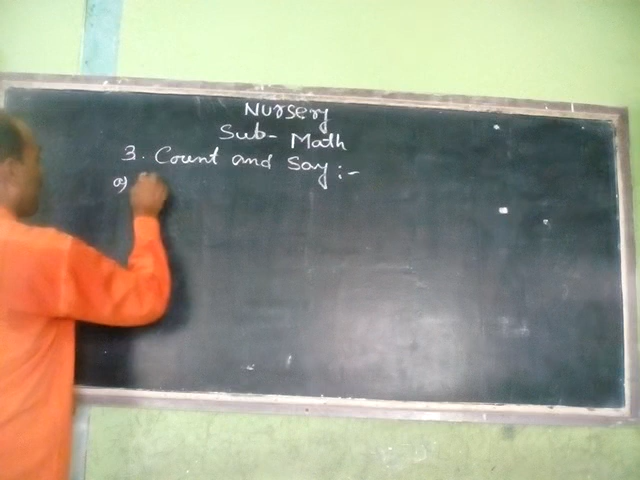 Nursery
Sub- Math
3. Count and Say :-
a)